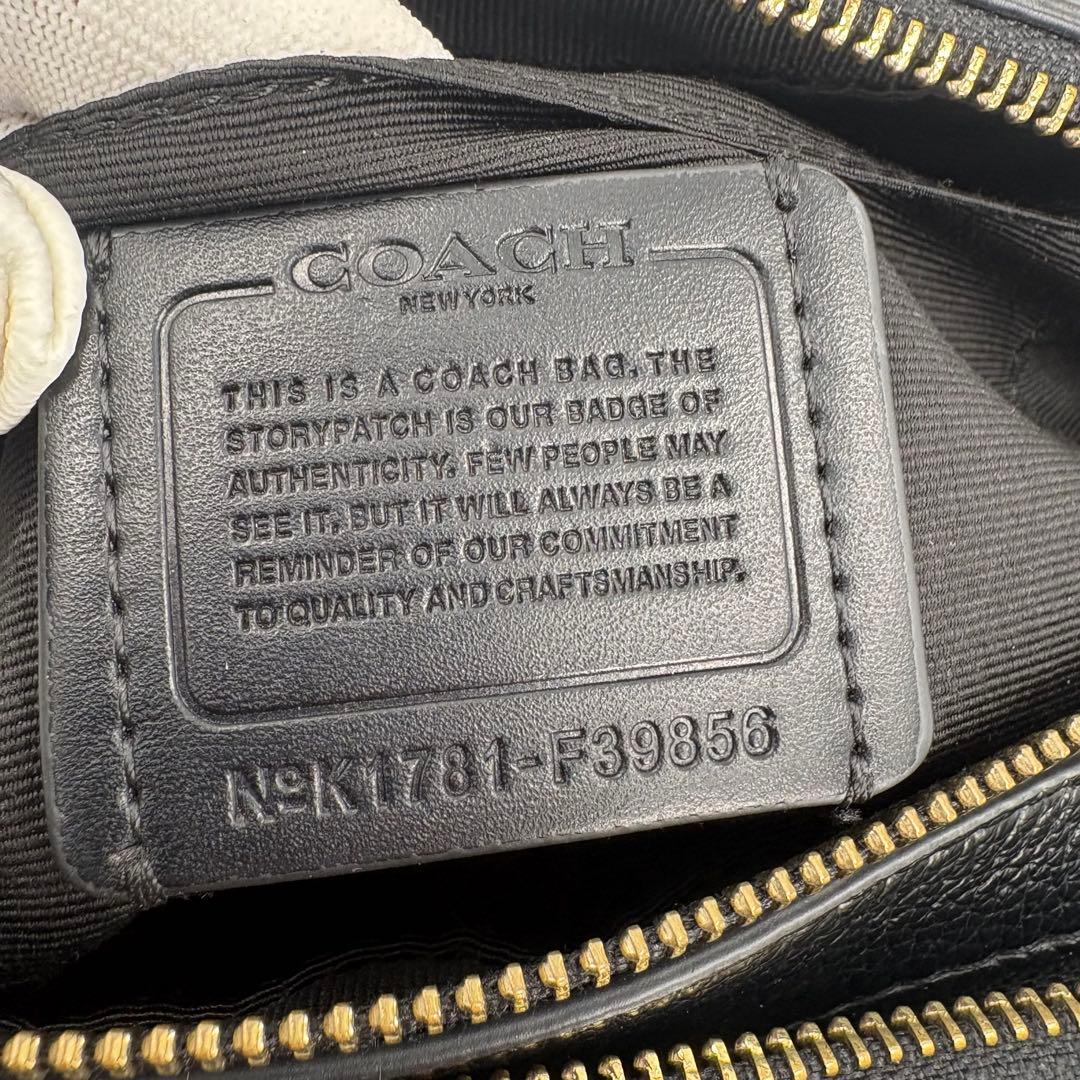 COACH
NEW YORK
THIS IS A COACH BAG. THE
STORYPATCH IS OUR BADGE OF
AUTHENTICITY. FEW PEOPLE MAY
SEE IT, BUT IT WILL ALWAYS BE A
REMINDER OF OUR COMMITMENT
TO QUALITY AND CRAFTSMANSHIP.
NºK1781-F39856